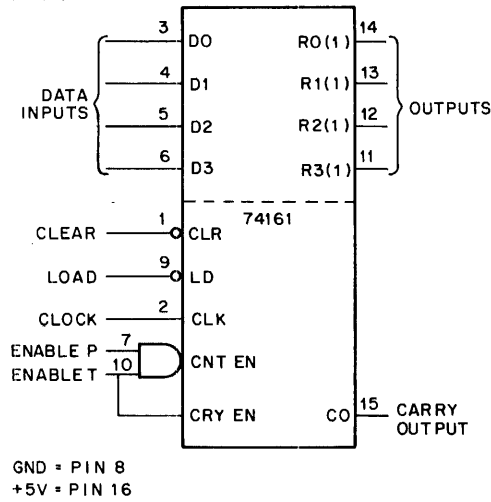 3 D0 R0(1) 14
4 D1 R1(1) 13
DATA INPUTS
OUTPUTS
5 D2 R2(1) 12
6 D3 R3(1) 11
74161
CLEAR 1 CLR
LOAD 9 LD
CLOCK 2 CLK
ENABLE P 7
CNT EN
ENABLE T 10
CRY EN CO 15 CARRY OUTPUT
GND = PIN 8
+5V = PIN 16